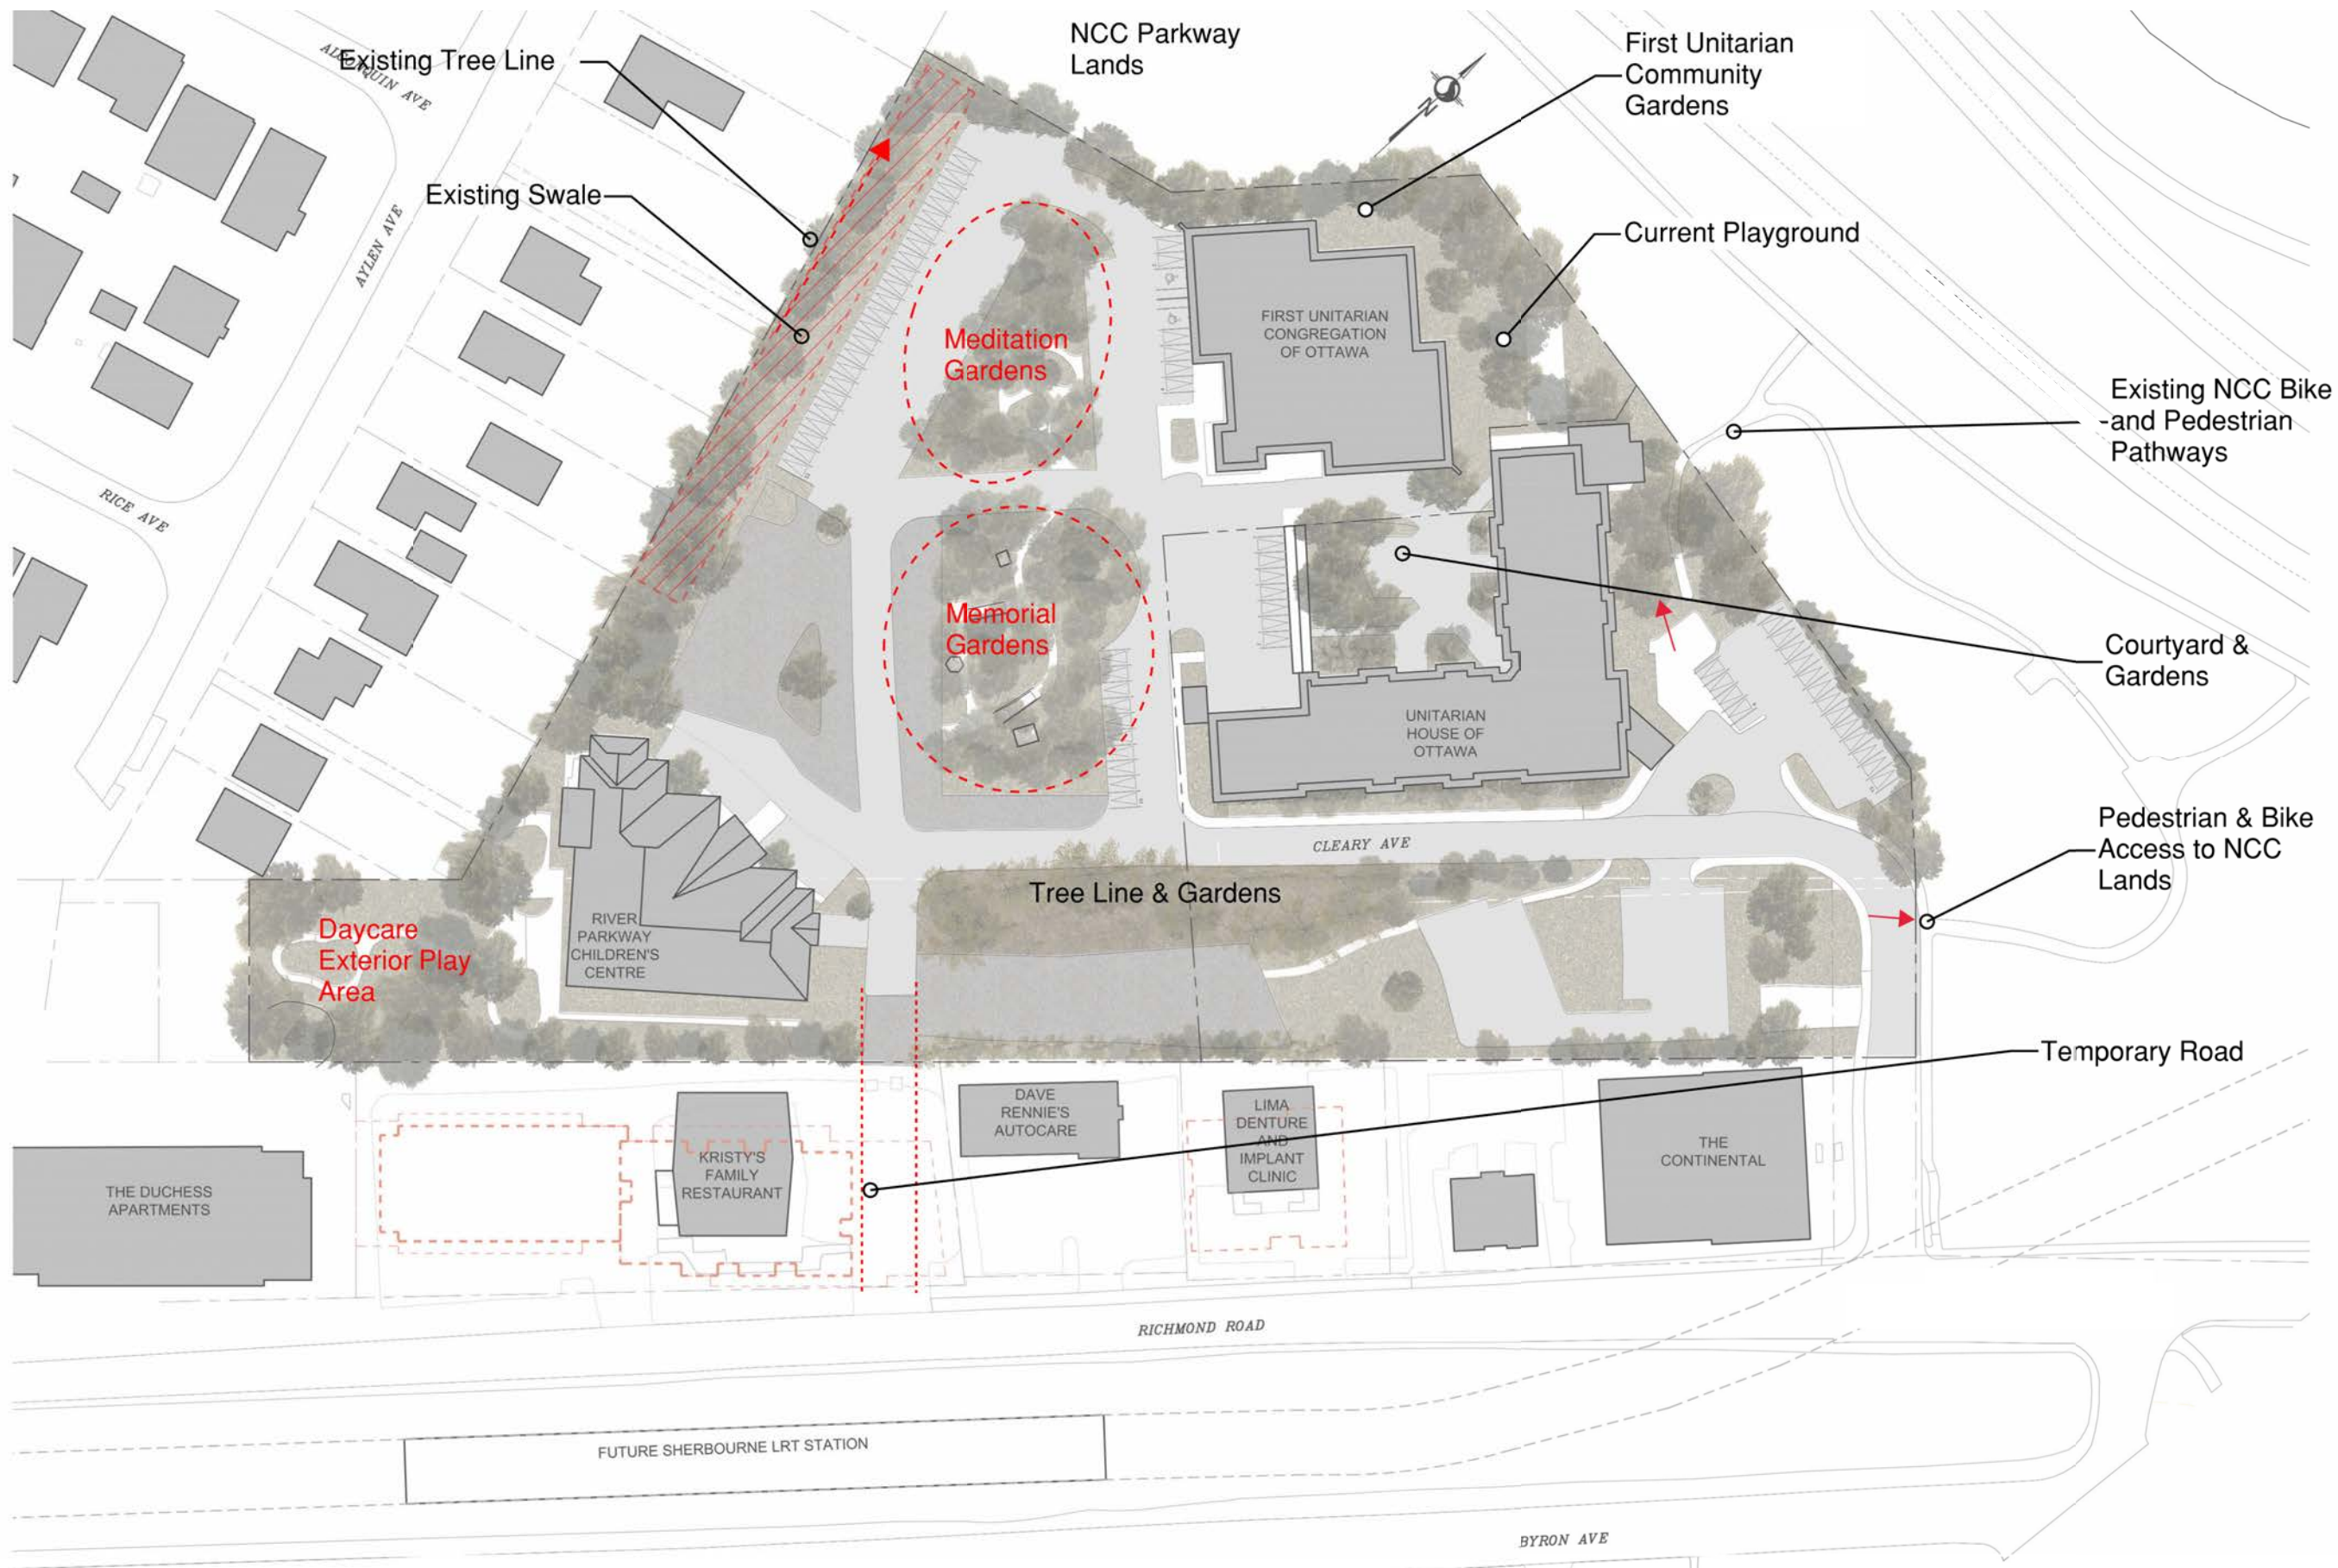 NCC Parkway
Lands
First Unitarian
Community
Gardens
Existing Tree Line
ALGONQUIN AVE
N
Existing Swale
AYLEN AVE
Current Playground
FIRST UNITARIAN
CONGREGATION
OF OTTAWA
Meditation
Gardens
Existing NCC Bike
and Pedestrian
Pathways
RICE AVE
Memorial
Gardens
Courtyard &
Gardens
UNITARIAN
HOUSE OF
OTTAWA
CLEARY AVE
Pedestrian & Bike
Access to NCC
Lands
Tree Line & Gardens
Daycare
Exterior Play
Area
RIVER
PARKWAY
CHILDREN'S
CENTRE
Temporary Road
DAVE
RENNIE'S
AUTOCARE
LIMA
DENTURE
AND
IMPLANT
CLINIC
THE
CONTINENTAL
KRISTY'S
FAMILY
RESTAURANT
THE DUCHESS
APARTMENTS
RICHMOND ROAD
FUTURE SHERBOURNE LRT STATION
BYRON AVE